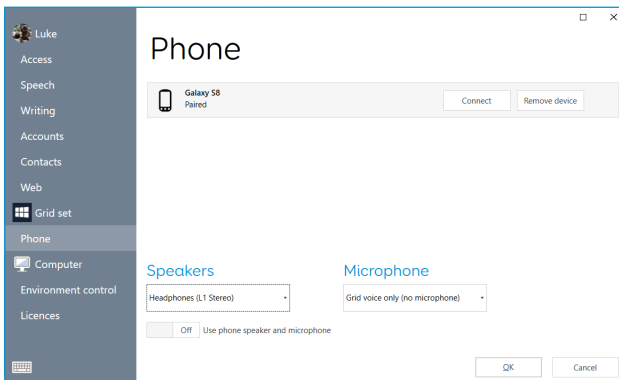 Luke
Access
Speech
Writing
Accounts
Contacts
Web
Grid set
Phone
Computer
Environment control
Licences
Phone
Galaxy S8
Paired
Connect
Remove device
Speakers
Microphone
Headphones (L1 Stereo)
Grid voice only (no microphone)
Off
Use phone speaker and microphone
OK
Cancel